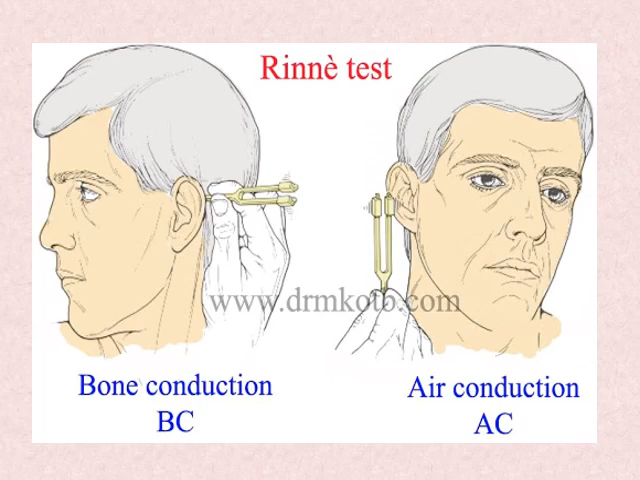 Rinnè test
www.drmkotb.com
Bone conduction
BC
Air conduction
AC